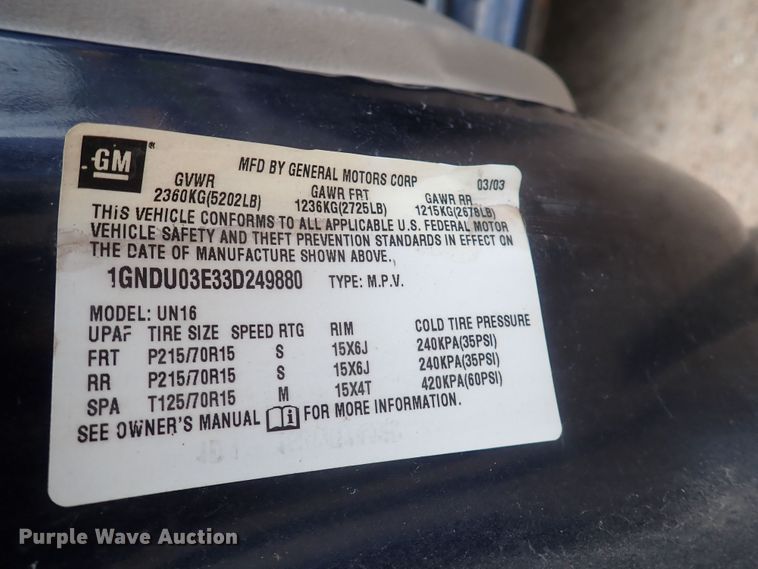 GM ®
MFD BY GENERAL MOTORS CORP 03/03
GVWR GAWR FRT GAWR RR
2360KG(5202LB) 1236KG(2725LB) 1215KG(2678LB)
THIS VEHICLE CONFORMS TO ALL APPLICABLE U.S. FEDERAL MOTOR
VEHICLE SAFETY AND THEFT PREVENTION STANDARDS IN EFFECT ON
THE DATE OF MANUFACTURE SHOWN ABOVE.
1GNDU03E33D249880 TYPE: M.P.V.
MODEL: UN16
UPAF TIRE SIZE SPEED RTG RIM COLD TIRE PRESSURE
FRT P215/70R15 S 15X6J 240KPA(35PSI)
RR P215/70R15 S 15X6J 240KPA(35PSI)
SPA T125/70R15 M 15X4T 420KPA(60PSI)
SEE OWNER'S MANUAL i FOR MORE INFORMATION.
Purple Wave Auction